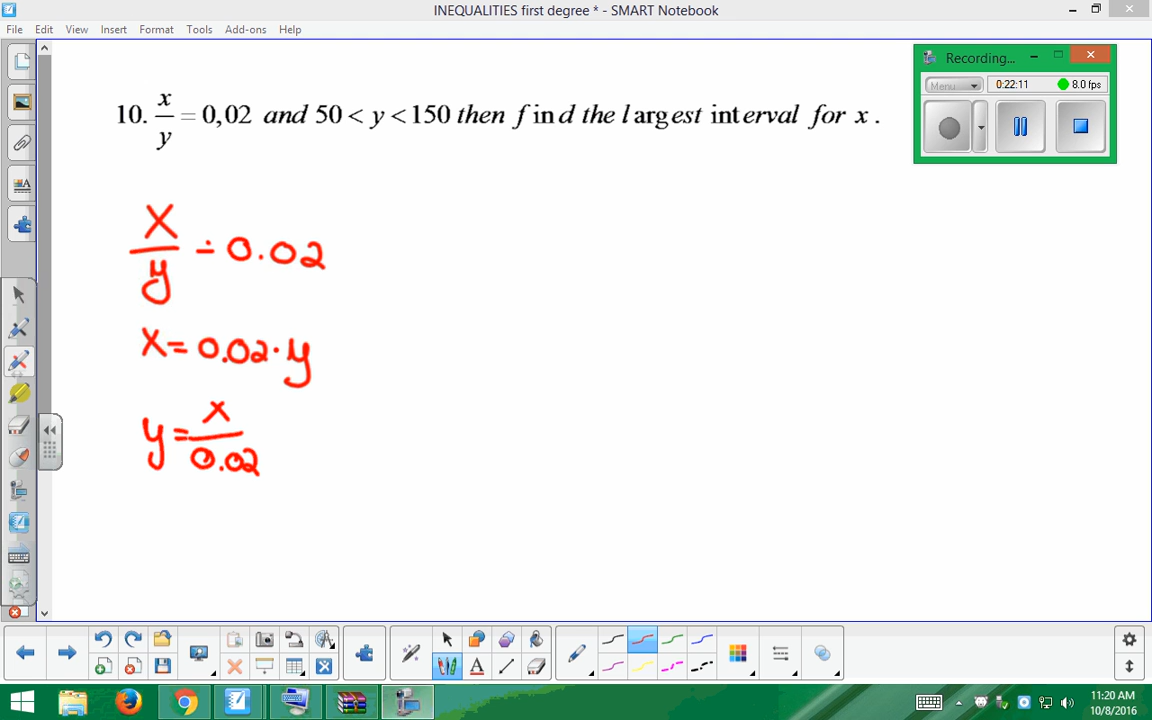 INEQUALITIES first degree * - SMART Notebook
File Edit View Insert Format Tools Add-ons Help
Recording...
Menu 0:22:11 8.0 fps
10. x/y = 0,02 and 50 < y < 150 then find the largest interval for x .
x/y = 0.02
x = 0.02 · y
y = x/0.02
A
11:20 AM
10/8/2016